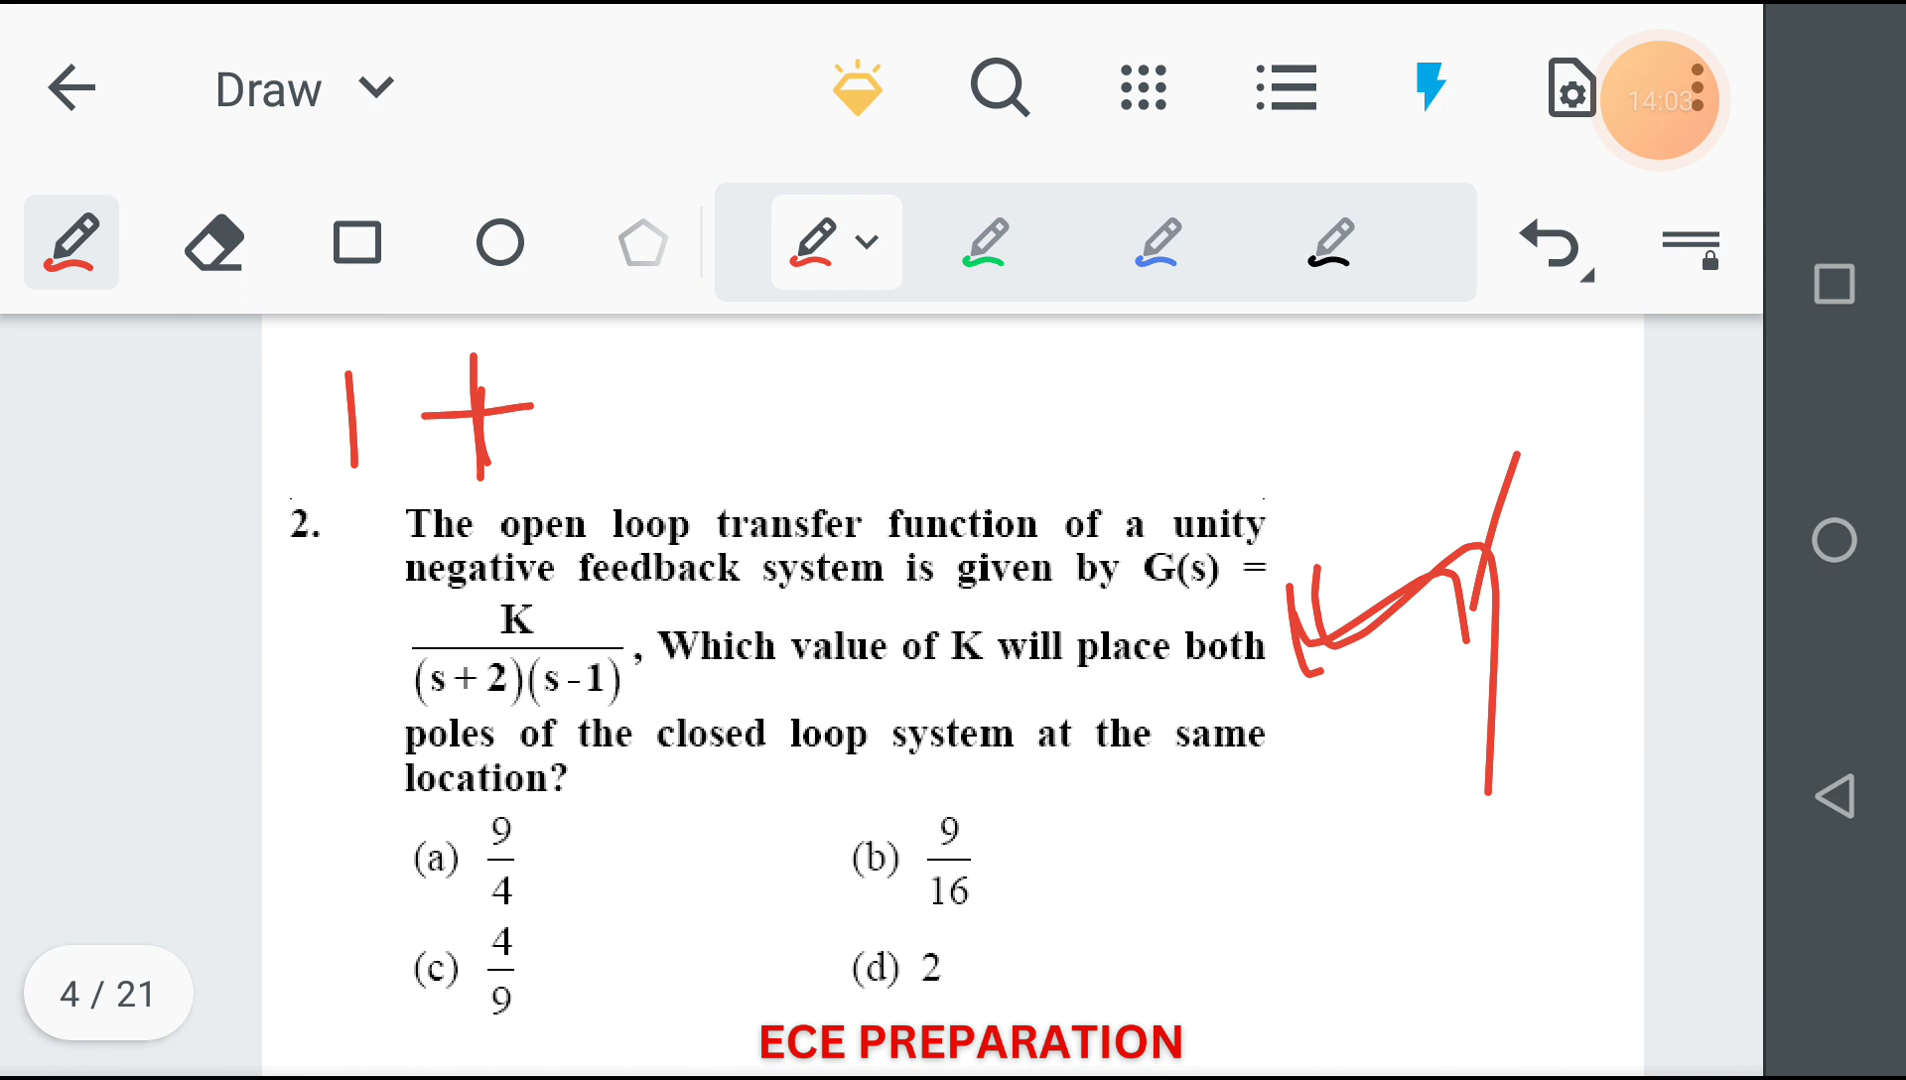 Draw
14:03
1 +
2. The open loop transfer function of a unity
negative feedback system is given by G(s) =
K
(s+2)(s-1)
, Which value of K will place both
poles of the closed loop system at the same
location?
(a) 9/4 (b) 9/16
(c) 4/9 (d) 2
4 / 21
ECE PREPARATION